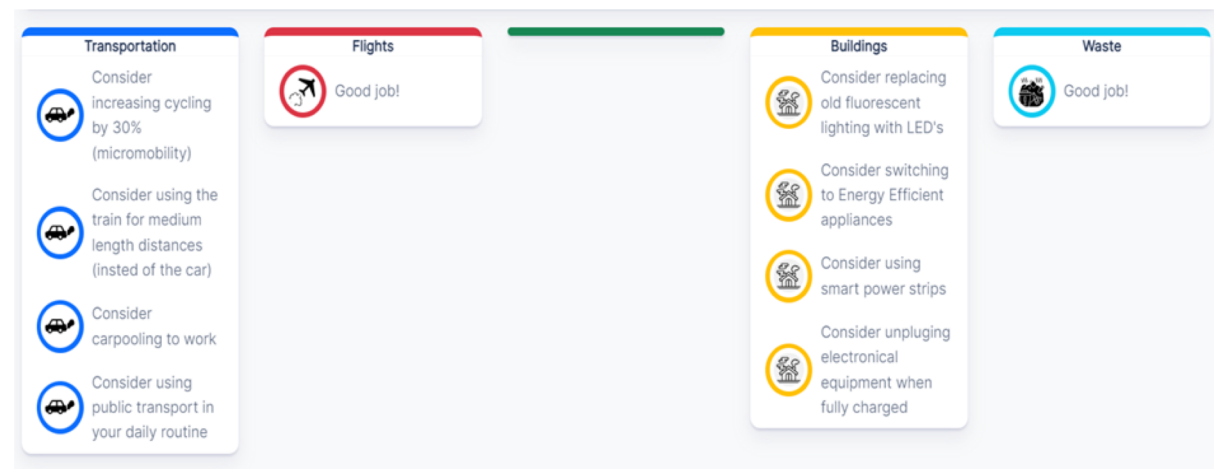 Transportation
Consider
increasing cycling
by 30%
(micromobility)
Consider using the
train for medium
length distances
(insted of the car)
Consider
carpooling to work
Consider using
public transport in
your daily routine
Flights
Good job!
Buildings
Consider replacing
old fluorescent
lighting with LED's
Consider switching
to Energy Efficient
appliances
Consider using
smart power strips
Consider unpluging
electronical
equipment when
fully charged
Waste
Good job!